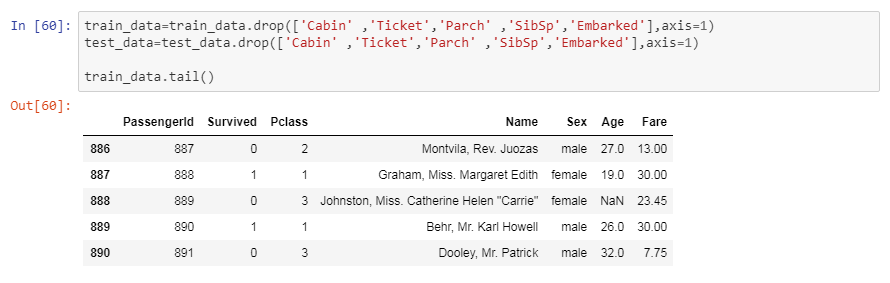 In [60]: train_data=train_data.drop(['Cabin' ,'Ticket','Parch' ,'SibSp','Embarked'],axis=1)
test_data=test_data.drop(['Cabin' ,'Ticket','Parch' ,'SibSp','Embarked'],axis=1)
train_data.tail()
Out[60]:
PassengerId Survived Pclass Name Sex Age Fare
886 887 0 2 Montvila, Rev. Juozas male 27.0 13.00
887 888 1 1 Graham, Miss. Margaret Edith female 19.0 30.00
888 889 0 3 Johnston, Miss. Catherine Helen "Carrie" female NaN 23.45
889 890 1 1 Behr, Mr. Karl Howell male 26.0 30.00
890 891 0 3 Dooley, Mr. Patrick male 32.0 7.75